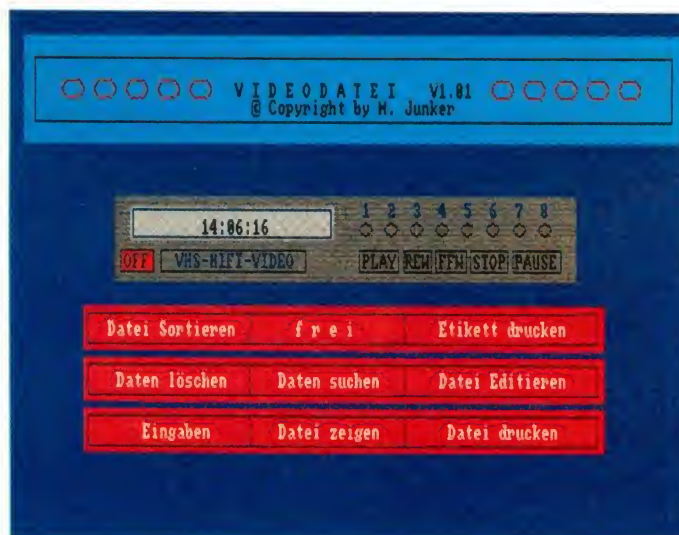 V I D E O D A T E I V1.01
© Copyright by M. Junker
1 2 3 4 5 6 7 8
14:06:16
OFF VHS-HIFI-VIDEO PLAY REW FFW STOP PAUSE
Datei Sortieren f r e i Etikett drucken
Daten löschen Daten suchen Datei Editieren
Eingaben Datei zeigen Datei drucken